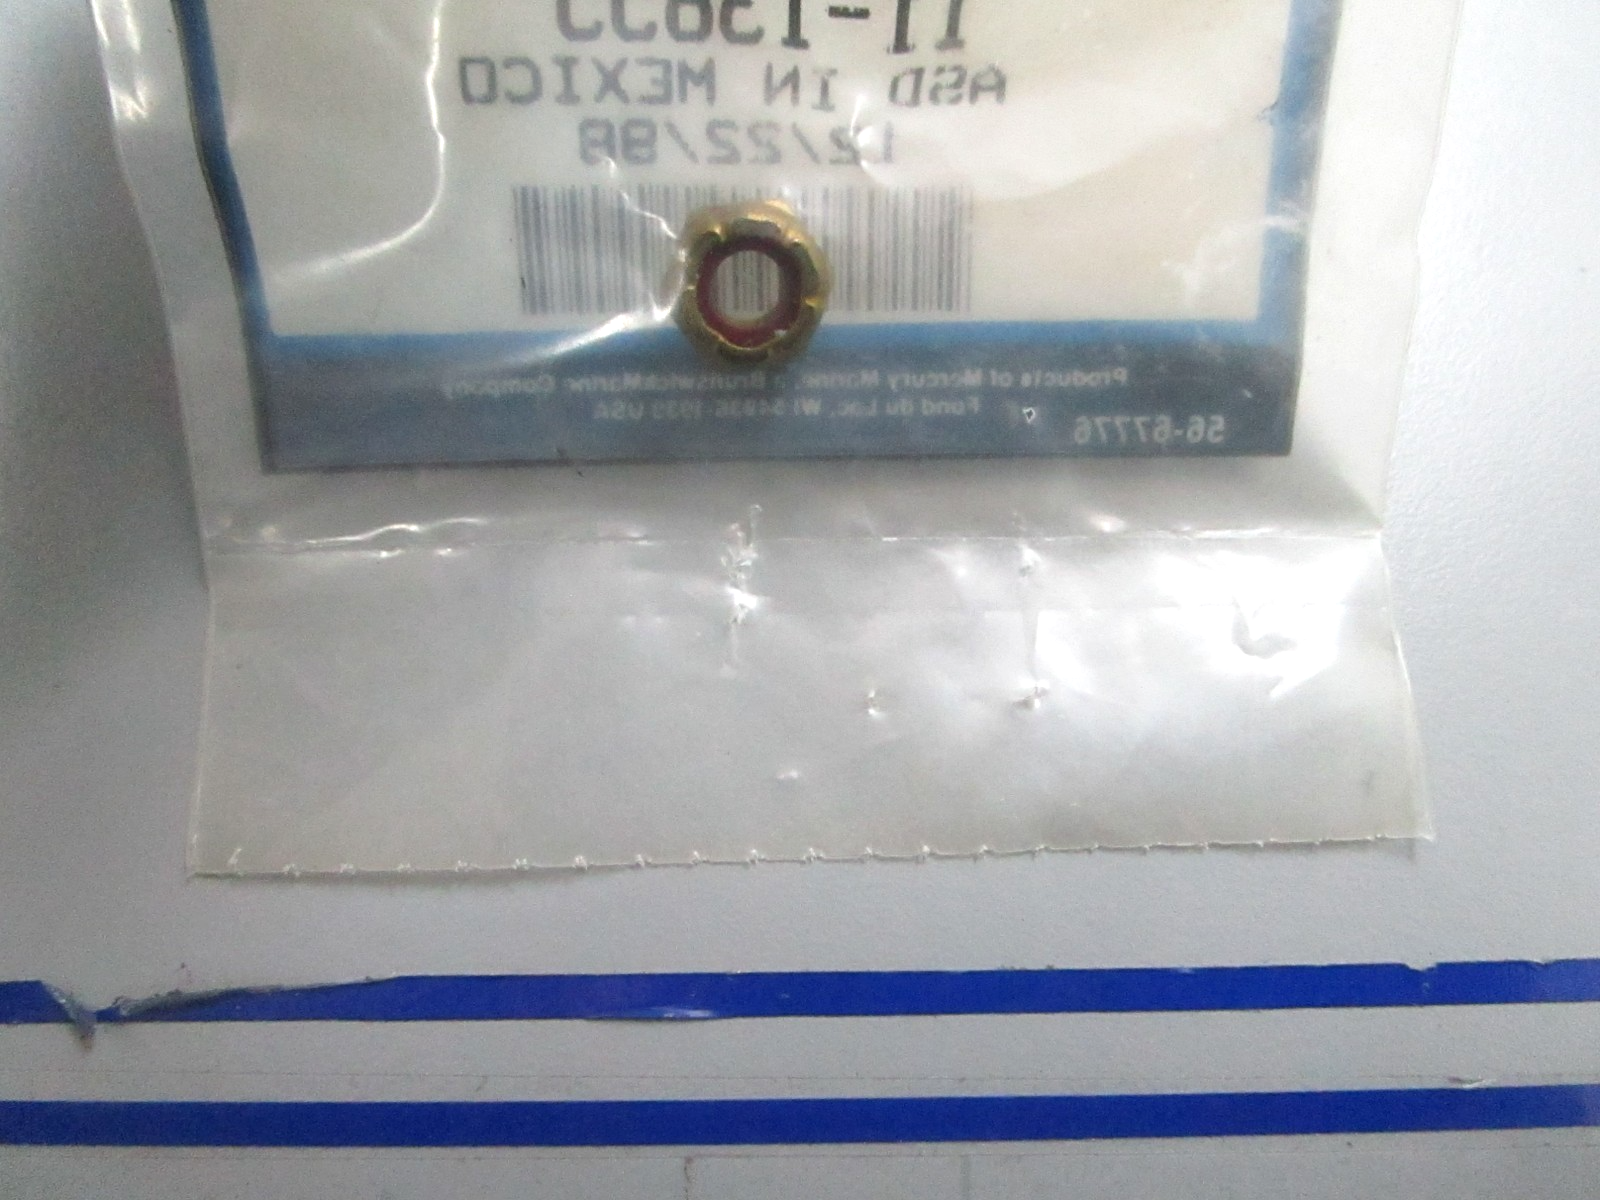 ASD IN MEXICO
12/22/98
Products of Mercury Marine, a Brunswick Marine Company
Fond du Lac, WI USA
56-67776